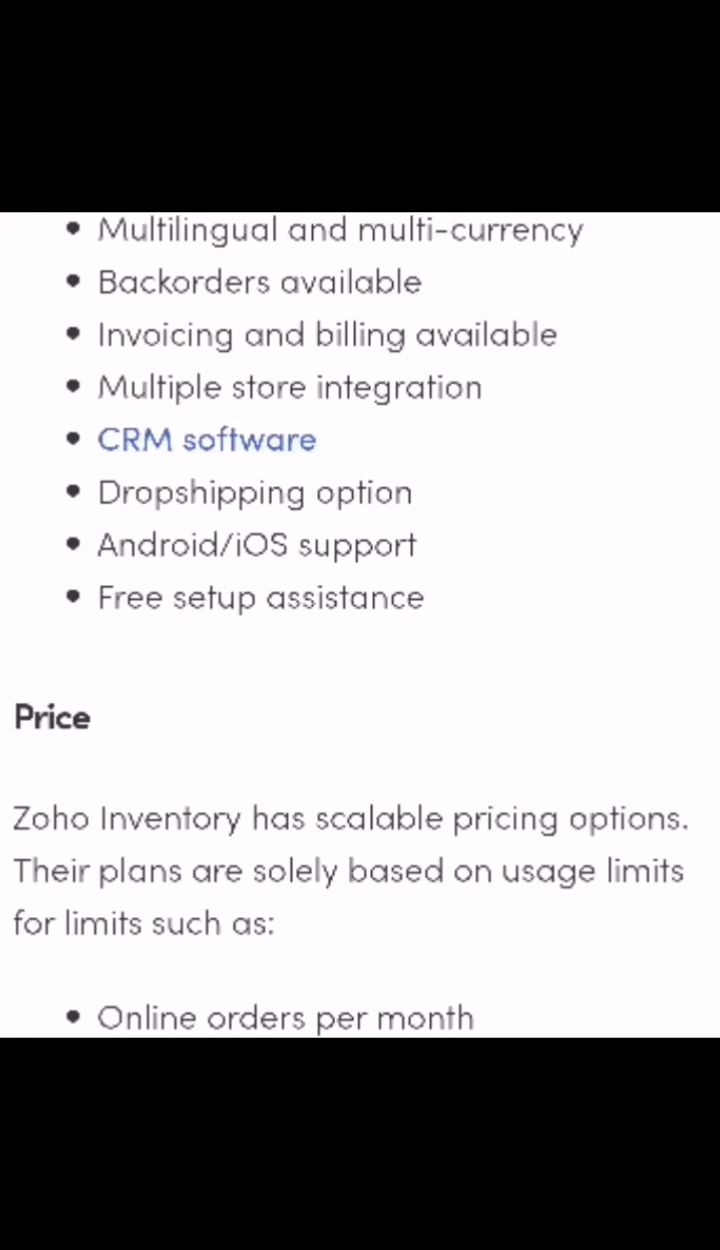 • Multilingual and multi-currency
• Backorders available
• Invoicing and billing available
• Multiple store integration
• CRM software
• Dropshipping option
• Android/iOS support
• Free setup assistance
Price
Zoho Inventory has scalable pricing options.
Their plans are solely based on usage limits
for limits such as:
• Online orders per month